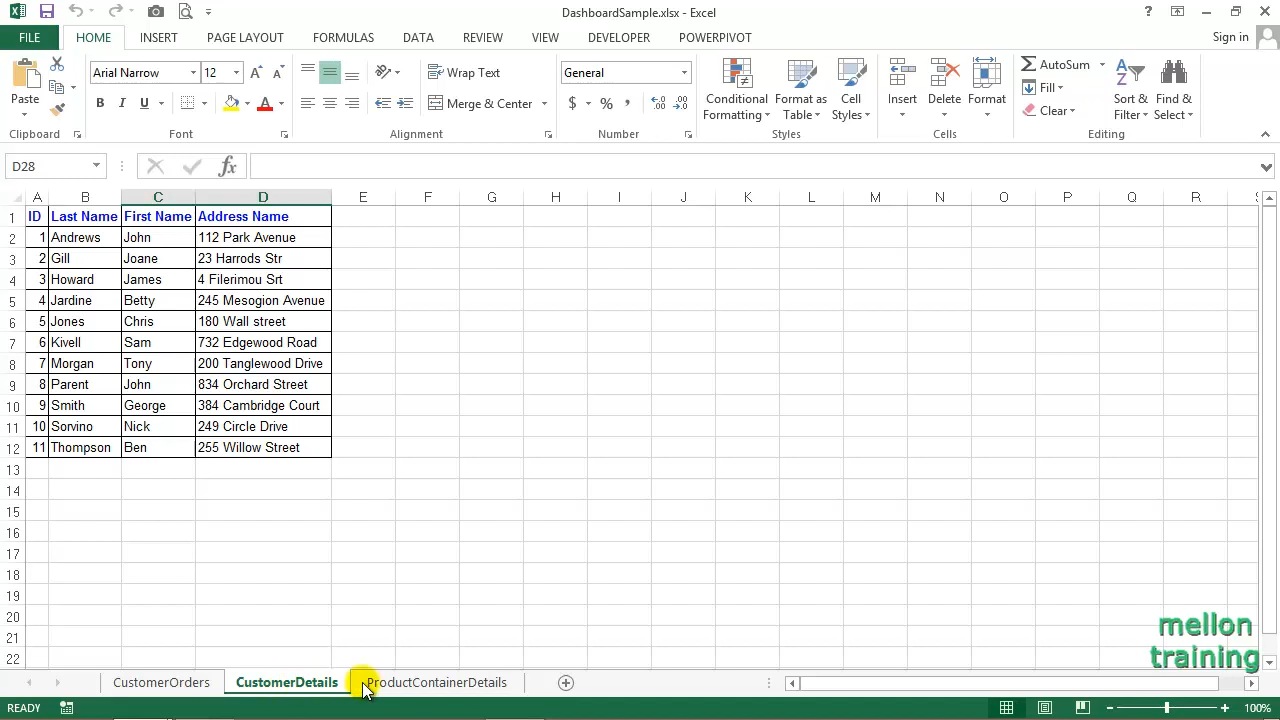 DashboardSample.xlsx - Excel
FILE HOME INSERT PAGE LAYOUT FORMULAS DATA REVIEW VIEW DEVELOPER POWERPIVOT Sign in
Arial Narrow 12 Wrap Text General AutoSum
Fill
Paste B I U A Merge & Center $ % , Conditional Formatting Format as Table Cell Styles Insert Delete Format Clear Sort & Filter Find & Select
Clipboard Font Alignment Number Styles Cells Editing
D28 fx
A B C D E F G H I J K L M N O P Q R
1 ID Last Name First Name Address Name
2 1 Andrews John 112 Park Avenue
3 2 Gill Joane 23 Harrods Str
4 3 Howard James 4 Filerimou Srt
5 4 Jardine Betty 245 Mesogion Avenue
6 5 Jones Chris 180 Wall street
7 6 Kivell Sam 732 Edgewood Road
8 7 Morgan Tony 200 Tanglewood Drive
9 8 Parent John 834 Orchard Street
10 9 Smith George 384 Cambridge Court
11 10 Sorvino Nick 249 Circle Drive
12 11 Thompson Ben 255 Willow Street
13
14
15
16
17
18
19
20
21
22
mellon
training
CustomerOrders CustomerDetails ProductContainerDetails
READY 100%